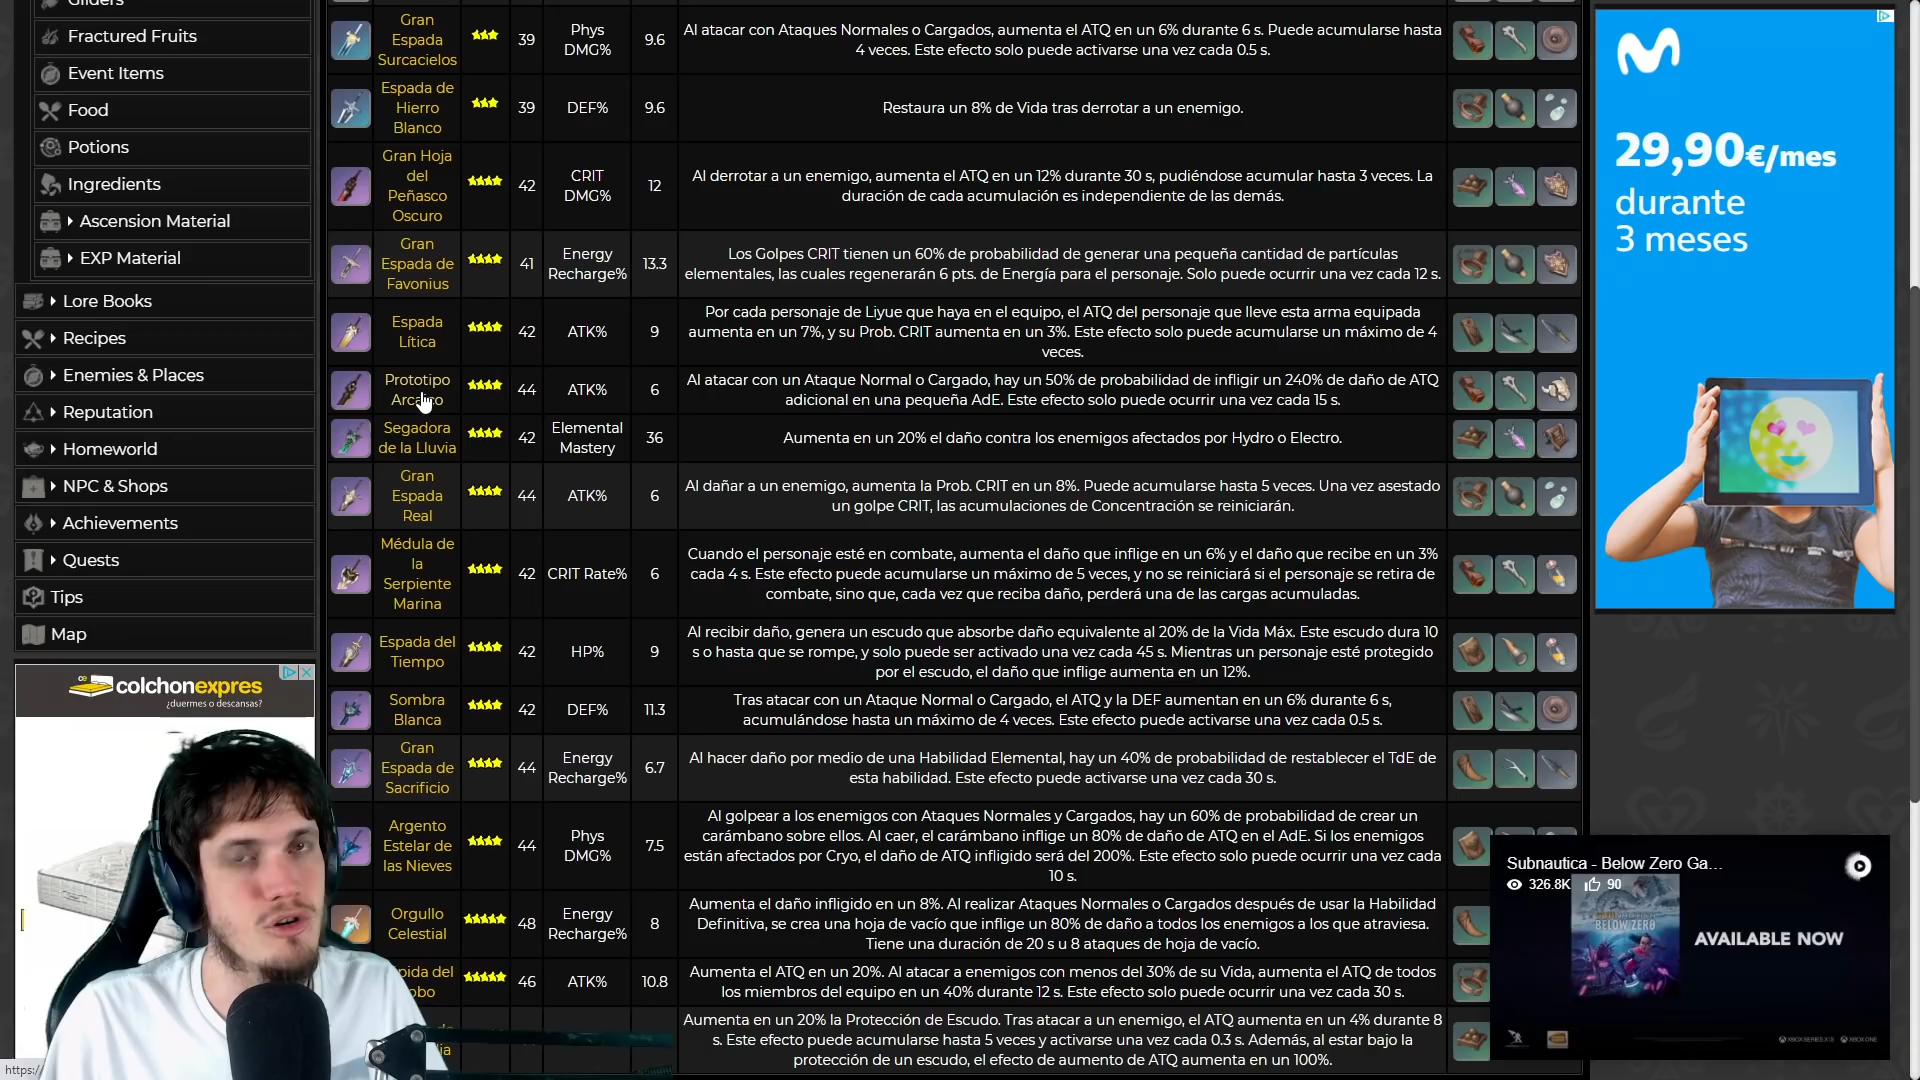 Gliders
Fractured Fruits
Event Items
Food
Potions
Ingredients
Ascension Material
EXP Material
Lore Books
Recipes
Enemies & Places
Reputation
Homeworld
NPC & Shops
Achievements
Quests
Tips
Map
colchonexpres
¿duermes o descansas?
https:/
Gran
Espada
Surcacielos
39
Phys
DMG%
9.6
Al atacar con Ataques Normales o Cargados, aumenta el ATQ en un 6% durante 6 s. Puede acumularse hasta
4 veces. Este efecto solo puede activarse una vez cada 0.5 s.
Espada de
Hierro
Blanco
39
DEF%
9.6
Restaura un 8% de Vida tras derrotar a un enemigo.
Gran Hoja
del
Peñasco
Oscuro
42
CRIT
DMG%
12
Al derrotar a un enemigo, aumenta el ATQ en un 12% durante 30 s, pudiéndose acumular hasta 3 veces. La
duración de cada acumulación es independiente de las demás.
Gran
Espada de
Favonius
41
Energy
Recharge%
13.3
Los Golpes CRIT tienen un 60% de probabilidad de generar una pequeña cantidad de partículas
elementales, las cuales regenerarán 6 pts. de Energía para el personaje. Solo puede ocurrir una vez cada 12 s.
Espada
Lítica
42
ATK%
9
Por cada personaje de Liyue que haya en el equipo, el ATQ del personaje que lleve esta arma equipada
aumenta en un 7%, y su Prob. CRIT aumenta en un 3%. Este efecto solo puede acumularse un máximo de 4
veces.
Prototipo
44
ATK%
6
Al atacar con un Ataque Normal o Cargado, hay un 50% de probabilidad de infligir un 240% de daño de ATQ
adicional en una pequeña AdE. Este efecto solo puede ocurrir una vez cada 15 s.
Segadora
de la Lluvia
42
Elemental
Mastery
36
Aumenta en un 20% el daño contra los enemigos afectados por Hydro o Electro.
Gran
Espada
Real
44
ATK%
6
Al dañar a un enemigo, aumenta la Prob. CRIT en un 8%. Puede acumularse hasta 5 veces. Una vez asestado
un golpe CRIT, las acumulaciones de Concentración se reiniciarán.
Médula de
la
Serpiente
Marina
42
CRIT Rate%
6
Cuando el personaje esté en combate, aumenta el daño que inflige en un 6% y el daño que recibe en un 3%
cada 4 s. Este efecto puede acumularse un máximo de 5 veces, y no se reiniciará si el personaje se retira de
combate, sino que, cada vez que reciba daño, perderá una de las cargas acumuladas.
Espada del
Tiempo
42
HP%
9
Al recibir daño, genera un escudo que absorbe daño equivalente al 20% de la Vida Máx. Este escudo dura 10
s o hasta que se rompe, y solo puede ser activado una vez cada 45 s. Mientras un personaje esté protegido
por el escudo, el daño que inflige aumenta en un 12%.
Sombra
Blanca
42
DEF%
11.3
Tras atacar con un Ataque Normal o Cargado, el ATQ y la DEF aumentan en un 6% durante 6 s,
acumulándose hasta un máximo de 4 veces. Este efecto puede activarse una vez cada 0.5 s.
Gran
Espada de
Sacrificio
44
Energy
Recharge%
6.7
Al hacer daño por medio de una Habilidad Elemental, hay un 40% de probabilidad de restablecer el TdE de
esta habilidad. Este efecto puede activarse una vez cada 30 s.
Argento
Estelar de
las Nieves
44
Phys
DMG%
7.5
Al golpear a los enemigos con Ataques Normales y Cargados, hay un 60% de probabilidad de crear un
carámbano sobre ellos. Al caer, el carámbano inflige un 80% de daño de ATQ en el AdE. Si los enemigos
están afectados por Cryo, el daño de ATQ infligido será del 200%. Este efecto solo puede ocurrir una vez cada
10 s.
Orgullo
Celestial
48
Energy
Recharge%
8
Aumenta el daño infligido en un 8%. Al realizar Ataques Normales o Cargados después de usar la Habilidad
Definitiva, se crea una hoja de vacío que inflige un 80% de daño a todos los enemigos a los que atraviesa.
Tiene una duración de 20 s u 8 ataques de hoja de vacío.
pida del
obo
46
ATK%
10.8
Aumenta el ATQ en un 20%. Al atacar a enemigos con menos del 30% de su Vida, aumenta el ATQ de todos
los miembros del equipo en un 40% durante 12 s. Este efecto solo puede ocurrir una vez cada 30 s.
Aumenta en un 20% la Protección de Escudo. Tras atacar a un enemigo, el ATQ aumenta en un 4% durante 8
s. Este efecto puede acumularse hasta 5 veces y activarse una vez cada 0.3 s. Además, al estar bajo la
protección de un escudo, el efecto de aumento de ATQ aumenta en un 100%.
29,90€/mes
durante
3 meses
Subnautica - Below Zero Ga...
326.8K
90
BELOW ZERO
AVAILABLE NOW
XBOX SERIES X|S
XBOX ONE